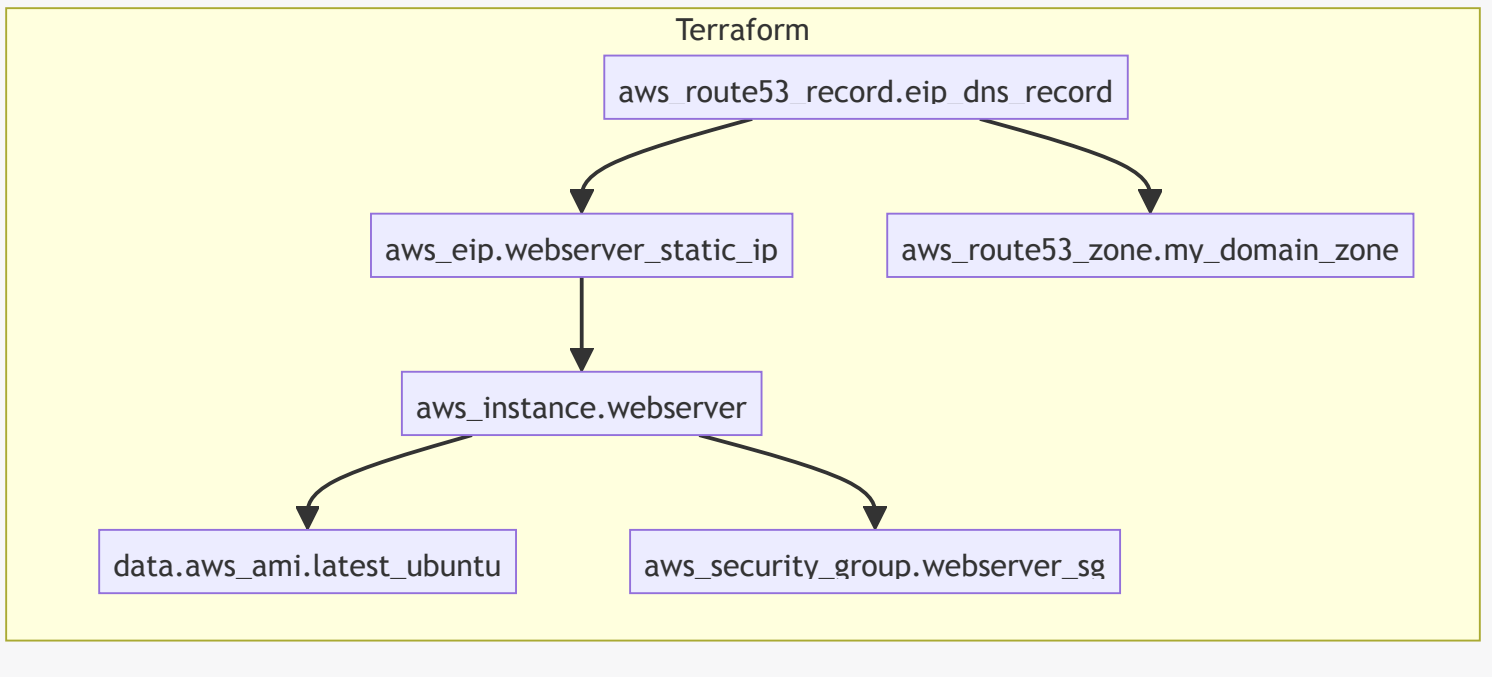 Terraform
aws_route53_record.eip_dns_record
aws_eip.webserver_static_ip
aws_route53_zone.my_domain_zone
aws_instance.webserver
data.aws_ami.latest_ubuntu
aws_security_group.webserver_sg